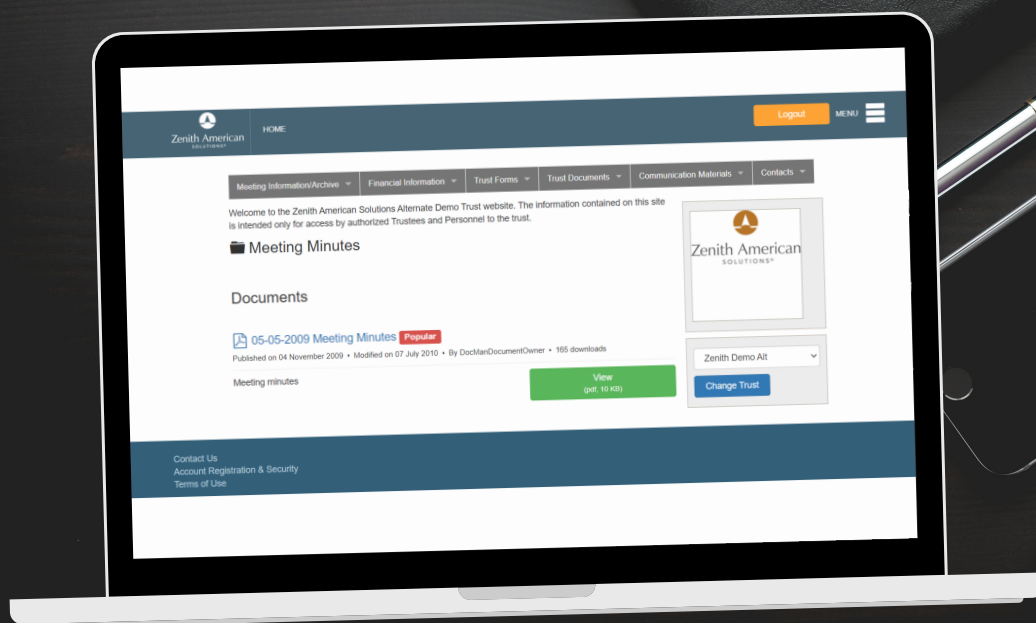 Zenith American
SOLUTIONS®
HOME
Logout
MENU
Meeting Information/Archive
Financial Information
Trust Forms
Trust Documents
Communication Materials
Contacts
Welcome to the Zenith American Solutions Alternate Demo Trust website. The information contained on this site
is intended only for access by authorized Trustees and Personnel to the trust.
Meeting Minutes
Documents
05-05-2009 Meeting Minutes Popular
Published on 04 November 2009 • Modified on 07 July 2010 • By DocManDocumentOwner • 165 downloads
Meeting minutes
View
(pdf, 10 KB)
Zenith American
SOLUTIONS®
Zenith Demo Alt
Change Trust
Contact Us
Account Registration & Security
Terms of Use